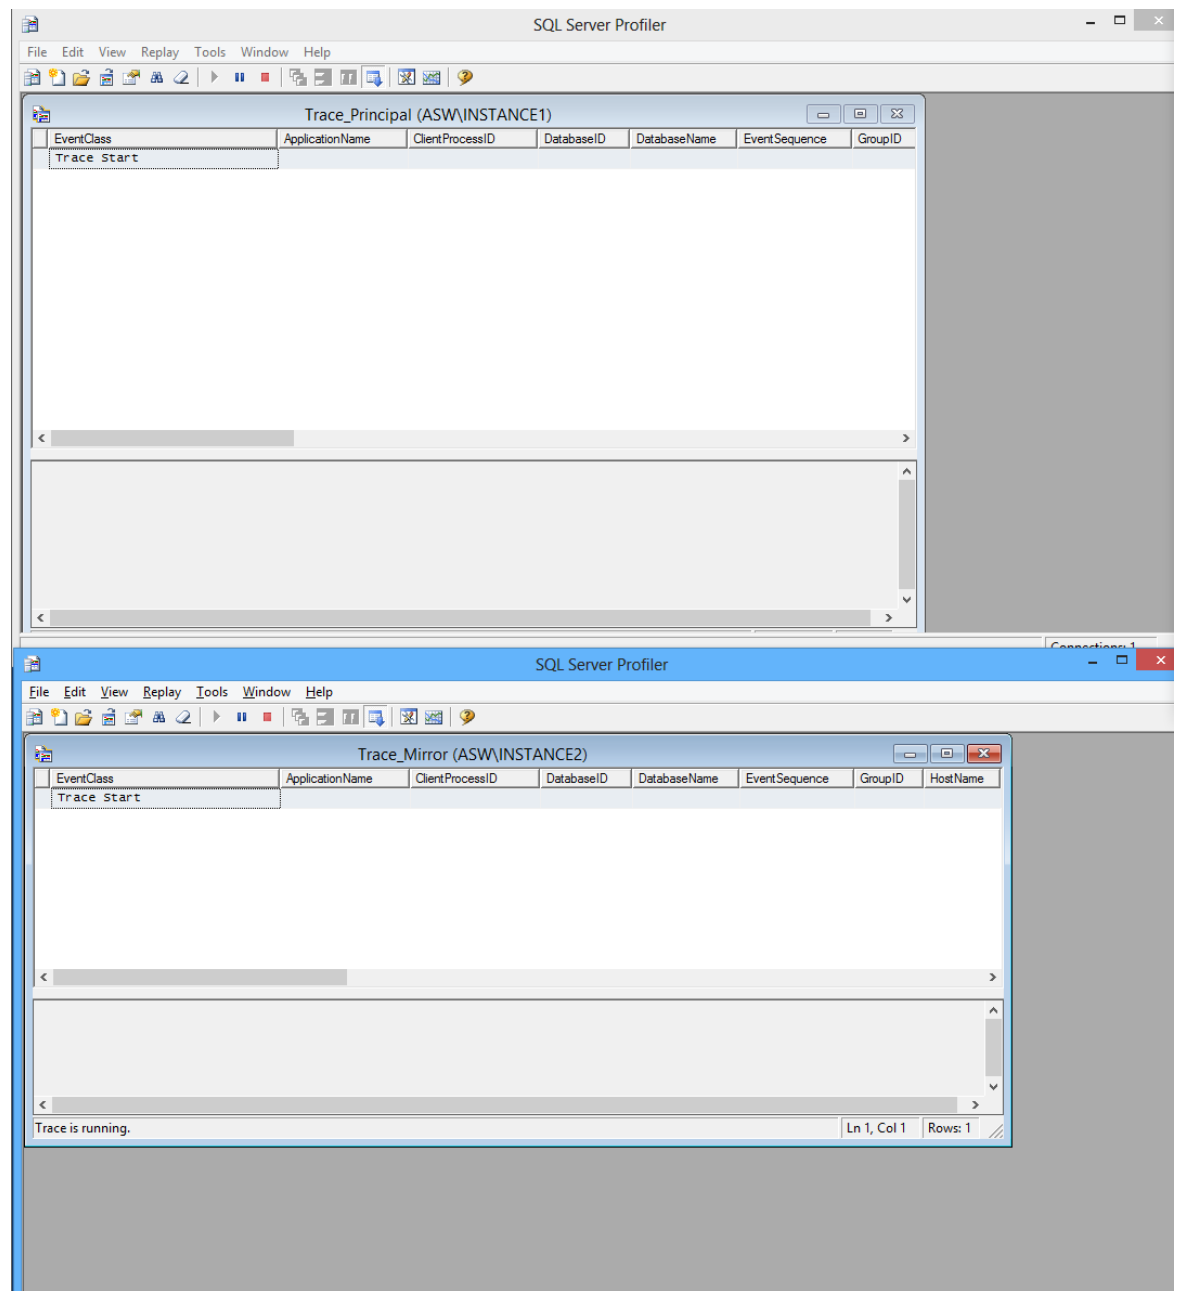 SQL Server Profiler
File Edit View Replay Tools Window Help
Trace_Principal (ASW\INSTANCE1)
EventClass ApplicationName ClientProcessID DatabaseID DatabaseName EventSequence GroupID
Trace Start
Connections: 1
SQL Server Profiler
File Edit View Replay Tools Window Help
Trace_Mirror (ASW\INSTANCE2)
EventClass ApplicationName ClientProcessID DatabaseID DatabaseName EventSequence GroupID HostName
Trace Start
Trace is running. Ln 1, Col 1 Rows: 1